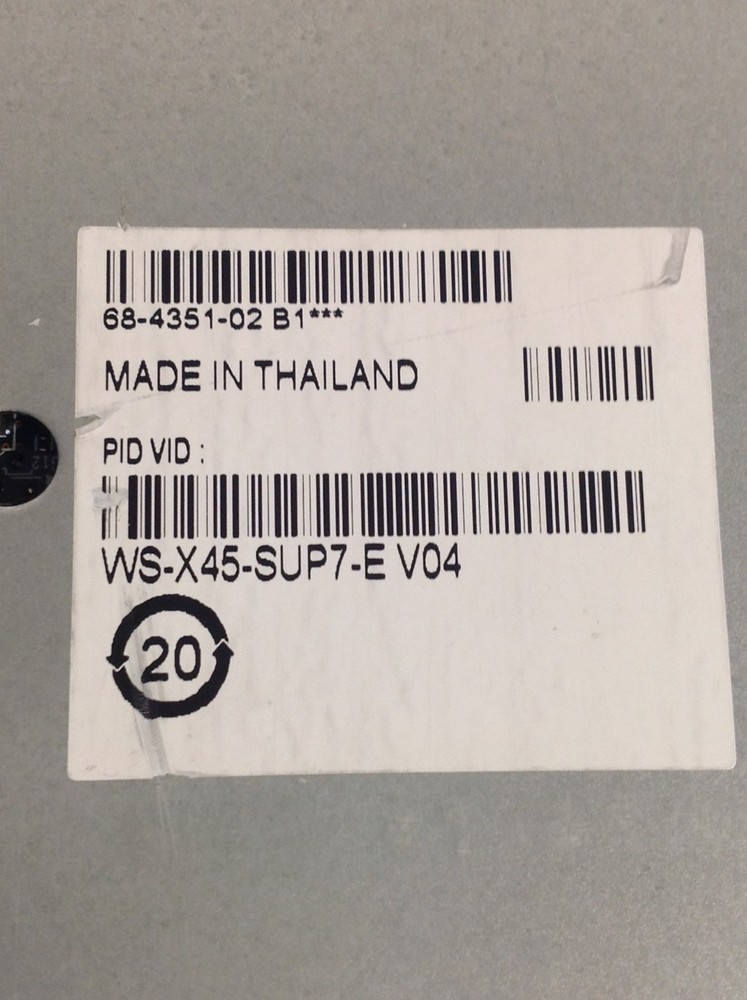 68-4351-02 B1***
MADE IN THAILAND
PID VID :
WS-X45-SUP7-E V04
20